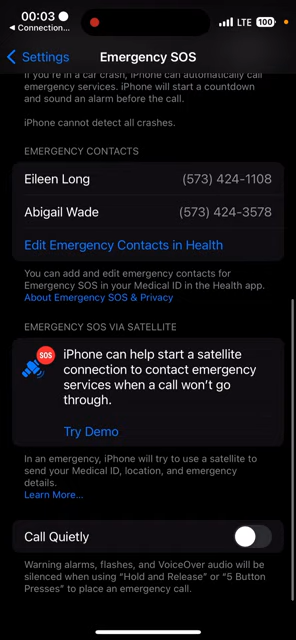 00:03
LTE 100
◀ Connection...
Settings
Emergency SOS
If you're in a car crash, iPhone can automatically call
emergency services. iPhone will start a countdown
and sound an alarm before the call.
iPhone cannot detect all crashes.
EMERGENCY CONTACTS
Eileen Long (573) 424-1108
Abigail Wade (573) 424-3578
Edit Emergency Contacts in Health
You can add and edit emergency contacts for
Emergency SOS in your Medical ID in the Health app.
About Emergency SOS & Privacy
EMERGENCY SOS VIA SATELLITE
SOS
iPhone can help start a satellite
connection to contact emergency
services when a call won't go
through.
Try Demo
In an emergency, iPhone will try to use a satellite to
send your Medical ID, location, and emergency
details.
Learn More...
Call Quietly
Warning alarms, flashes, and VoiceOver audio will be
silenced when using “Hold and Release” or “5 Button
Presses” to place an emergency call.